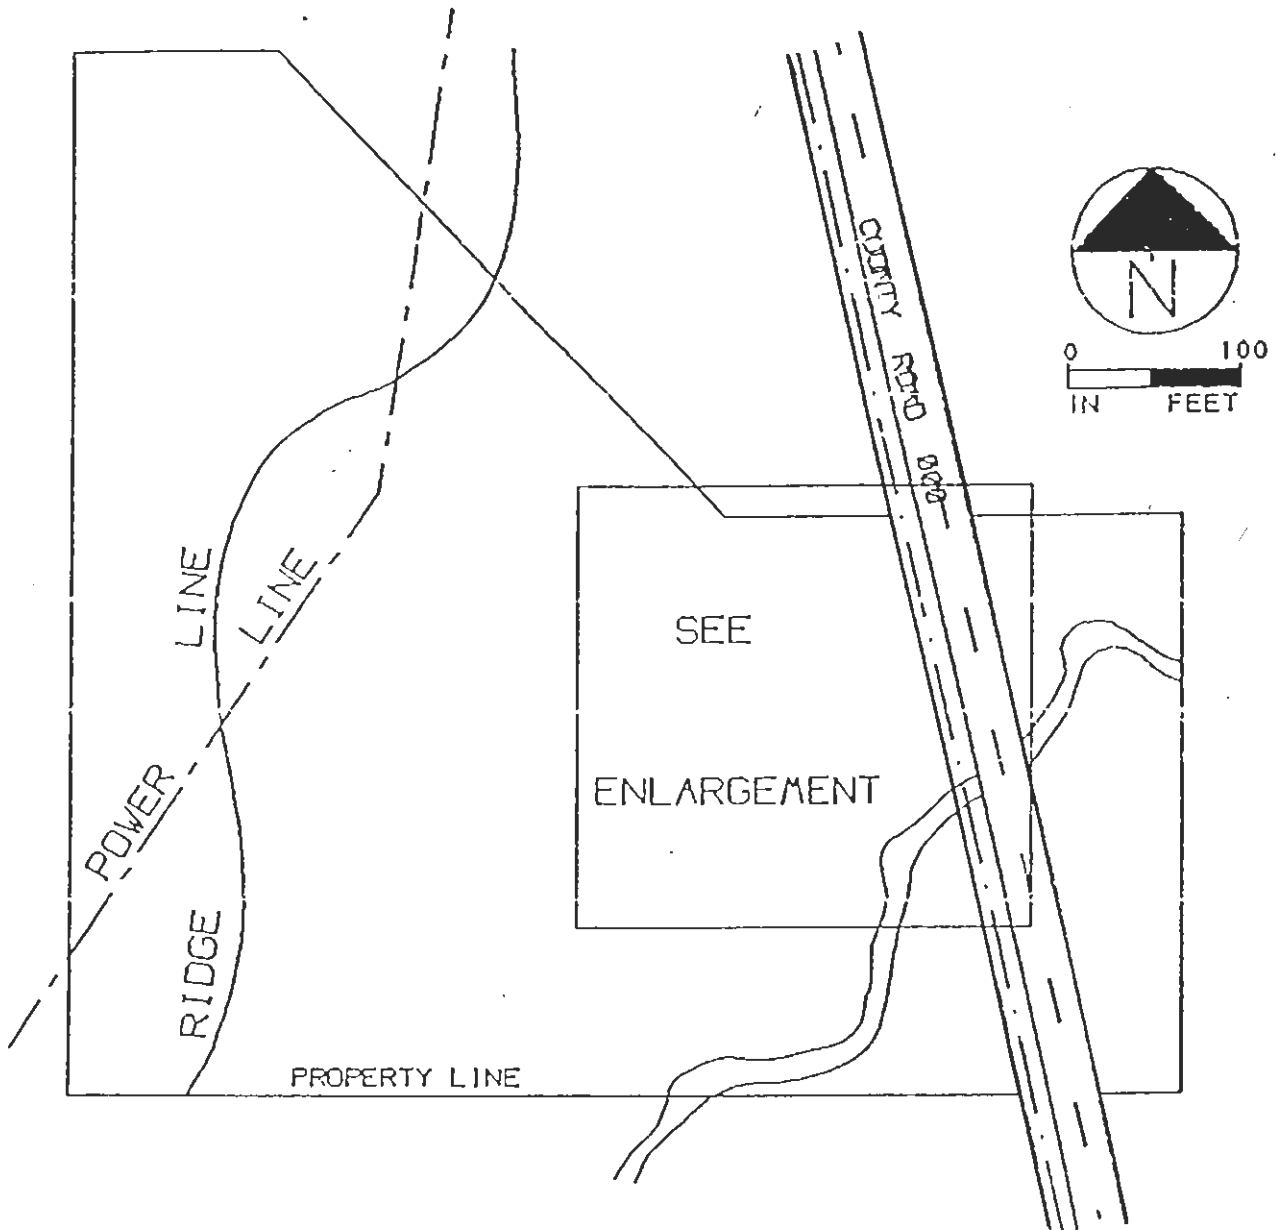 COUNTY ROAD
N
0 100
IN FEET
LINE
LINE
SEE
ENLARGEMENT
POWER
RIDGE
PROPERTY LINE